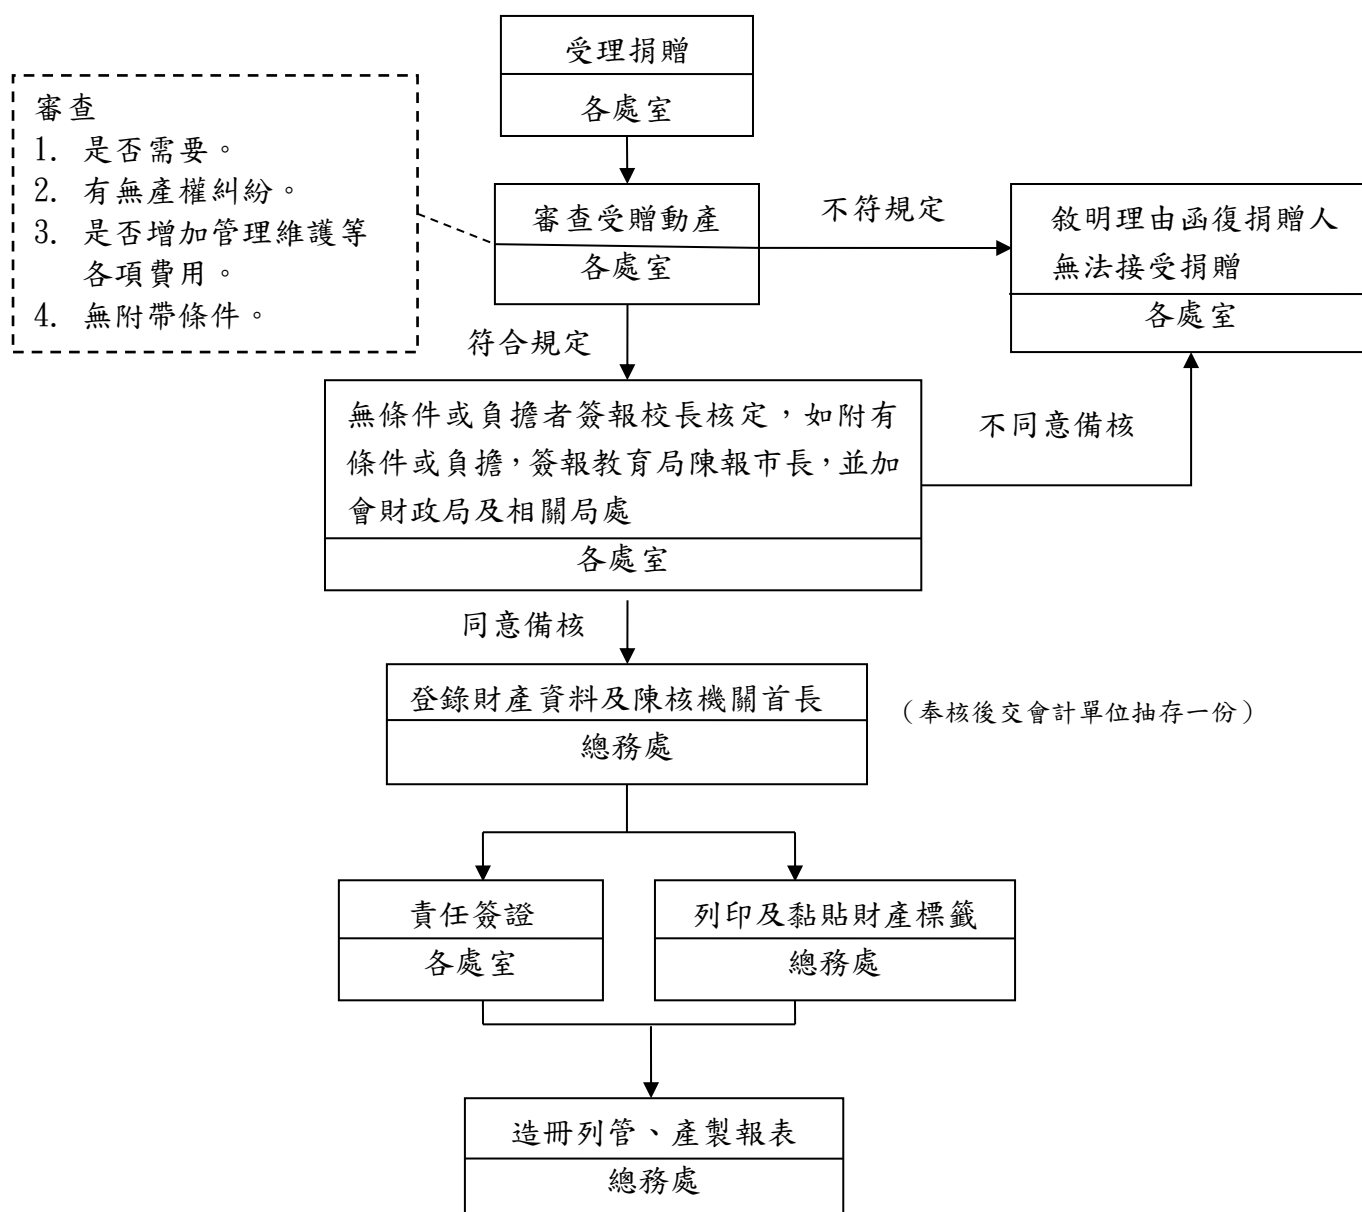 受理捐贈
各處室
審查
1. 是否需要。
2. 有無產權糾紛。
3. 是否增加管理維護等
各項費用。
4. 無附帶條件。
審查受贈動產
各處室
不符規定
敘明理由函復捐贈人
無法接受捐贈
各處室
符合規定
無條件或負擔者簽報校長核定，如附有
條件或負擔，簽報教育局陳報市長，並加
會財政局及相關局處
各處室
不同意備核
同意備核
登錄財產資料及陳核機關首長
總務處
（奉核後交會計單位抽存一份）
責任簽證
各處室
列印及黏貼財產標籤
總務處
造冊列管、產製報表
總務處